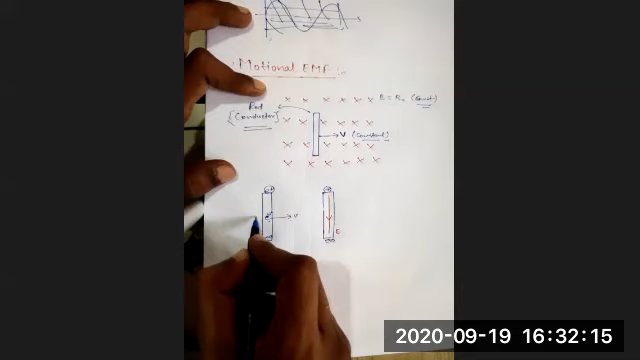 : Motional EMF :-
Rod
{Conductor}
B = B₀ (Const)
→ V (Constant)
→ V
E
2020-09-19 16:32:15